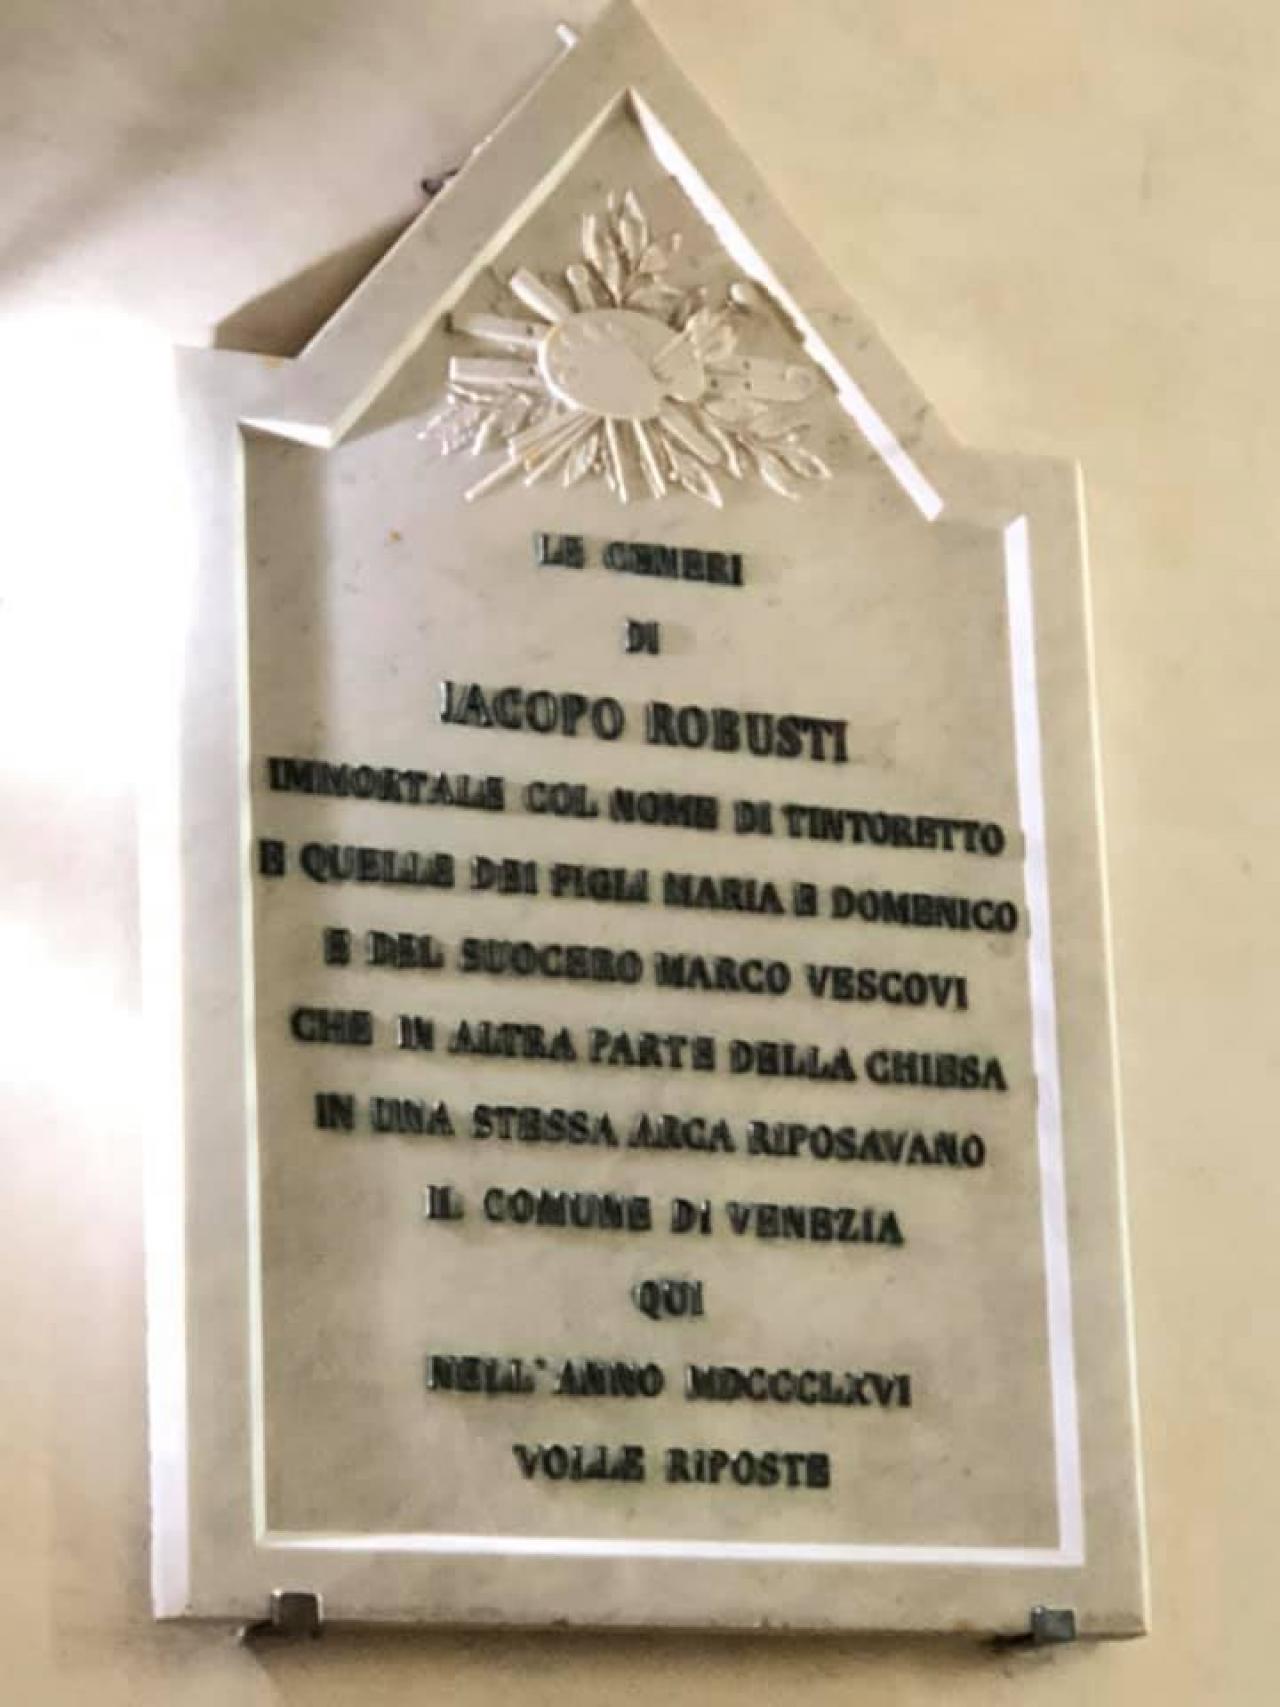 LE CENERI
DI
IACOPO ROBUSTI
IMMORTALE COL NOME DI TINTORETTO
E QUELLE DEI FIGLI MARIA E DOMENICO
E DEL SUOCERO MARCO VESCOVI
CHE IN ALTRA PARTE DELLA CHIESA
IN UNA STESSA ARCA RIPOSAVANO
IL COMUNE DI VENEZIA
QUI
NELL'ANNO MDCCCLXVI
VOLLE RIPOSTE